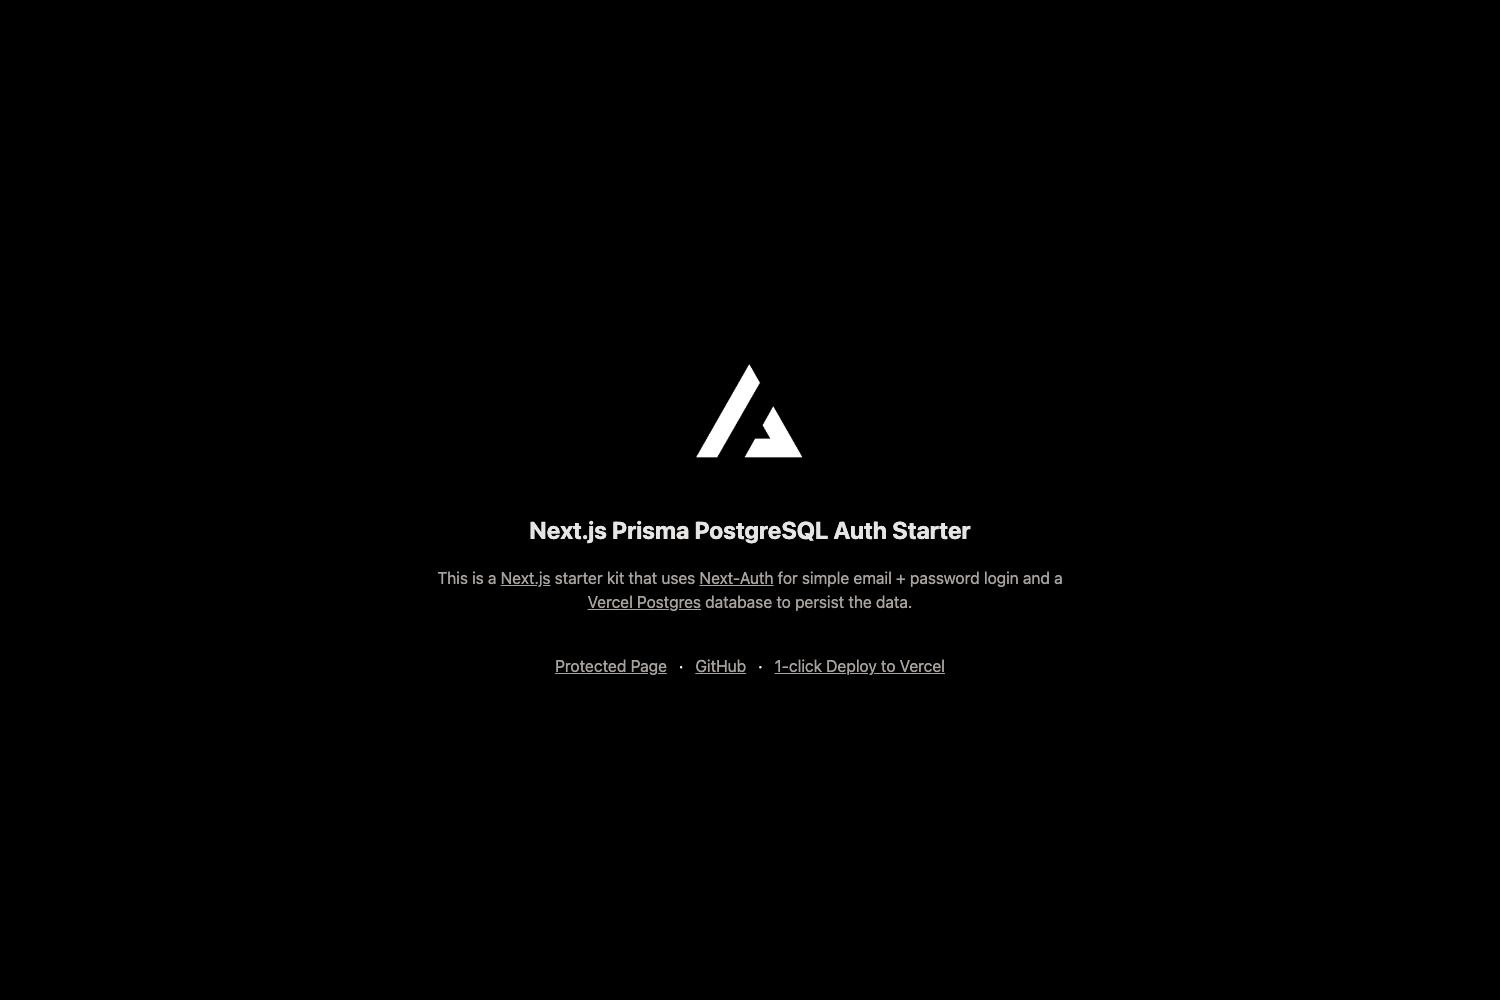 Next.js Prisma PostgreSQL Auth Starter
This is a Next.js starter kit that uses Next-Auth for simple email + password login and a
Vercel Postgres database to persist the data.
Protected Page · GitHub · 1-click Deploy to Vercel